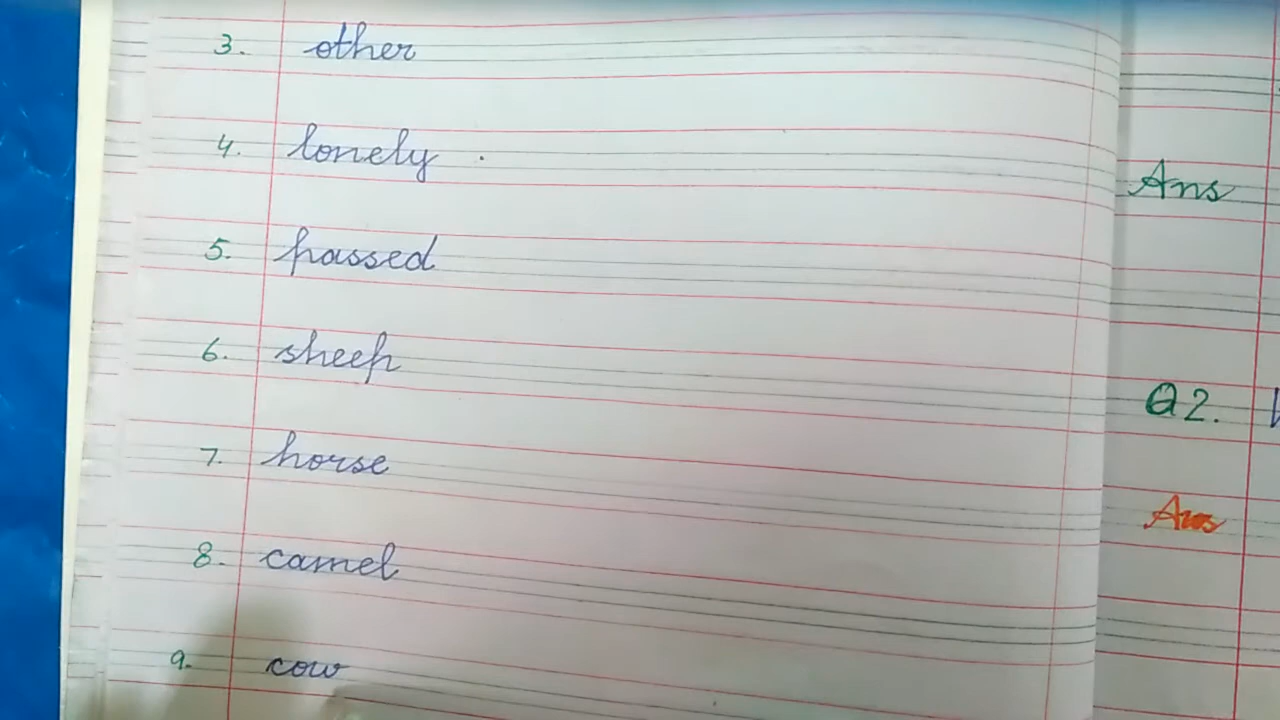 3. other
4. lonely .
5. passed
6. sheep
7. horse
8. camel
9. cow
Ans
Q2.
Ans